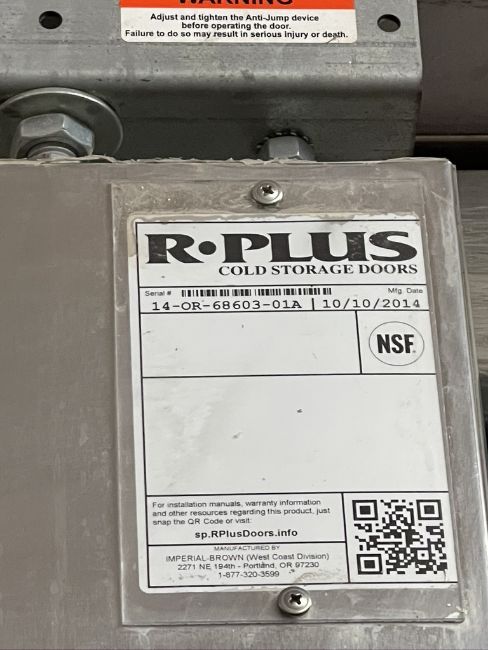 WARNING
Adjust and tighten the Anti-Jump device
before operating the door.
Failure to do so may result in serious injury or death.
R•PLUS
COLD STORAGE DOORS
Serial # Mfg. Date
14-OR-68603-01A | 10/10/2014
NSF
For installation manuals, warranty information
and other resources regarding this product, just
snap the QR Code or visit:
sp.RPlusDoors.info
MANUFACTURED BY
IMPERIAL-BROWN (West Coast Division)
2271 NE 194th - Portland, OR 97230
1-877-320-3599